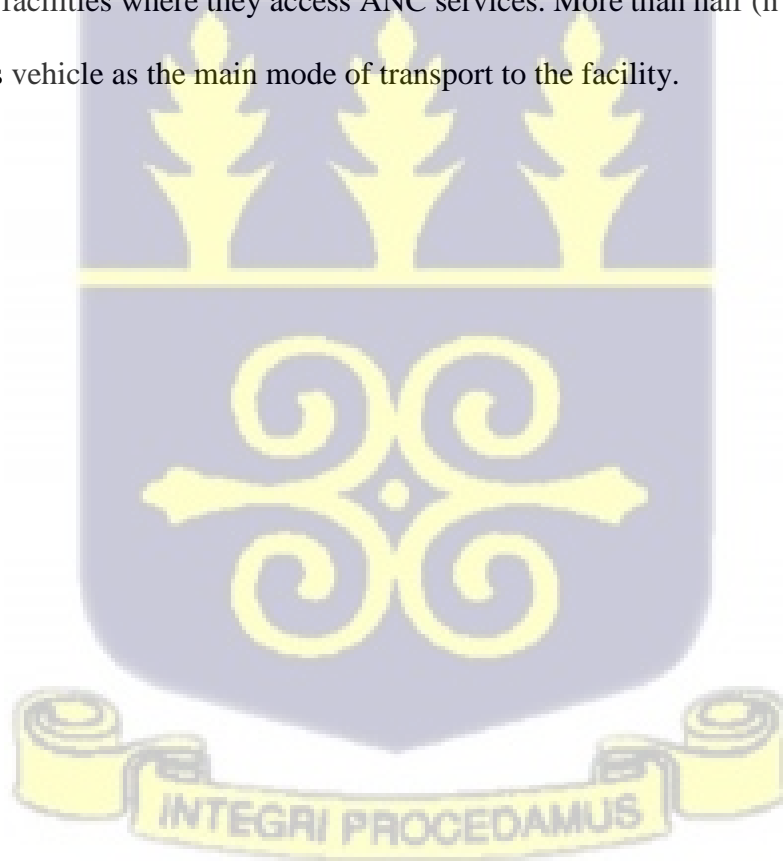 facilities where they access ANC services. More than half (n
s vehicle as the main mode of transport to the facility.
INTEGRI PROCEDAMUS